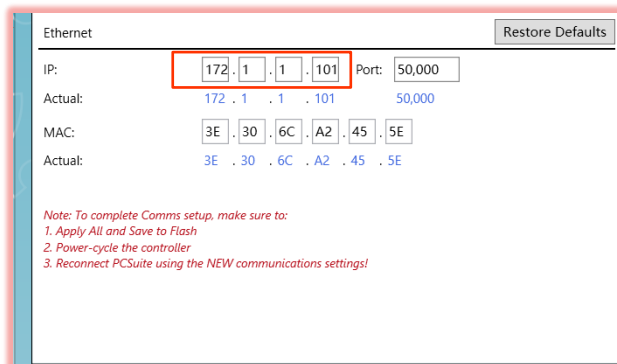 Ethernet Restore Defaults
IP: 172 . 1 . 1 . 101 Port: 50,000
Actual: 172 . 1 . 1 . 101 50,000
MAC: 3E . 30 . 6C . A2 . 45 . 5E
Actual: 3E . 30 . 6C . A2 . 45 . 5E
Note: To complete Comms setup, make sure to:
1. Apply All and Save to Flash
2. Power-cycle the controller
3. Reconnect PCSuite using the NEW communications settings!